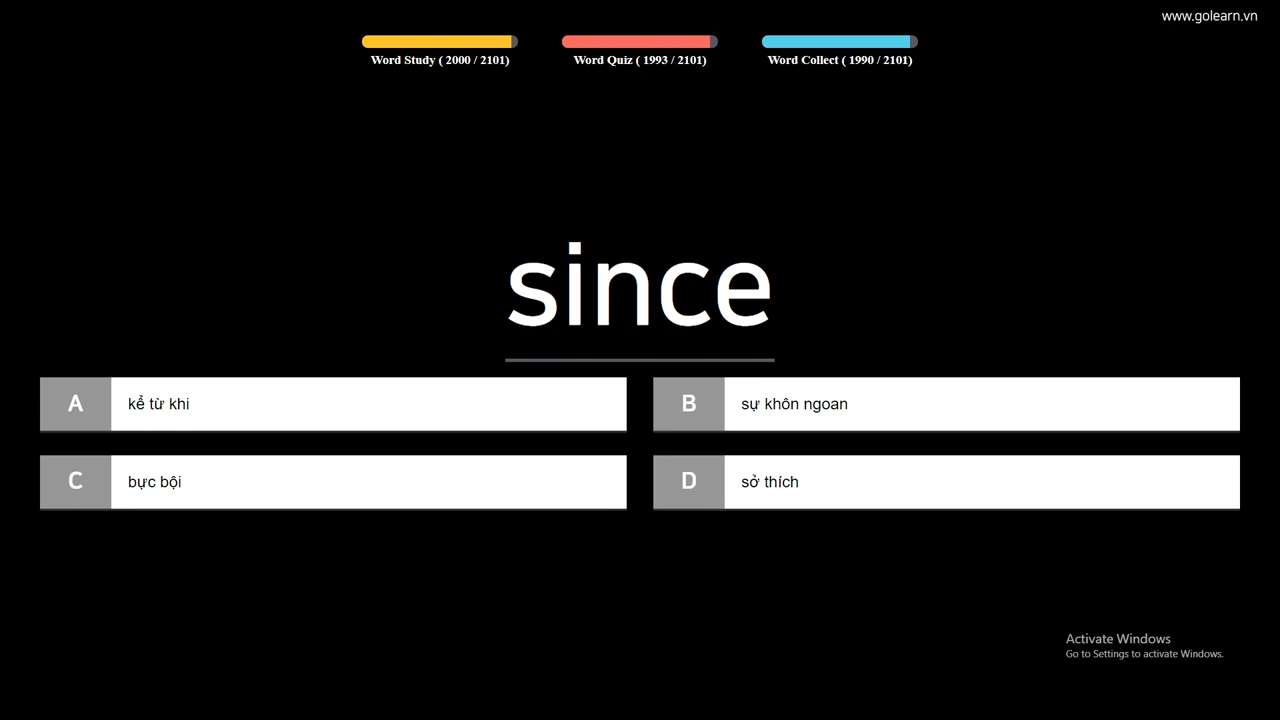 www.golearn.vn
Word Study ( 2000 / 2101)
Word Quiz ( 1993 / 2101)
Word Collect ( 1990 / 2101)
since
A kể từ khi
B sự khôn ngoan
C bực bội
D sở thích
Activate Windows
Go to Settings to activate Windows.